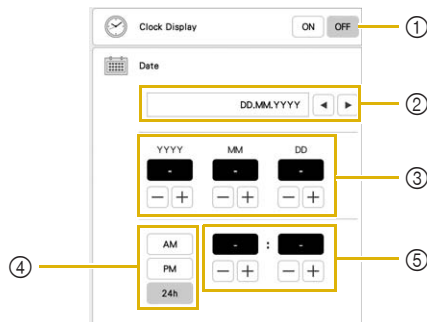 Clock Display ON OFF ①
Date
DD.MM.YYYY ◀ ▶ ②
YYYY MM DD
- - - ③
− + − + − +
④ AM - : - ⑤
PM − + − +
24h